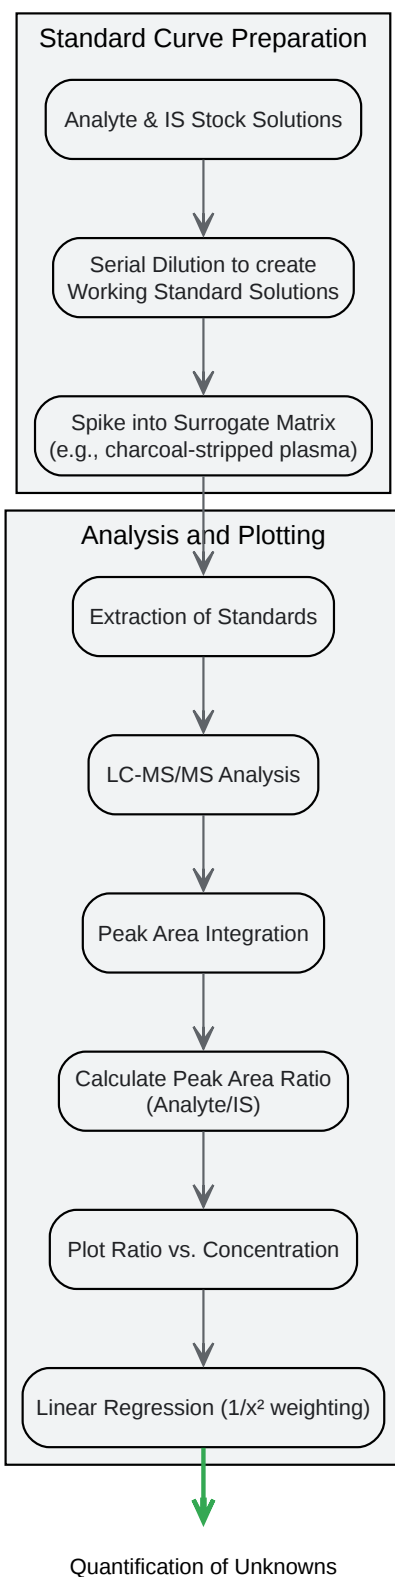 Standard Curve Preparation
Analyte & IS Stock Solutions
Serial Dilution to create
Working Standard Solutions
Spike into Surrogate Matrix
(e.g., charcoal-stripped plasma)
Analysis and Plotting
Extraction of Standards
LC-MS/MS Analysis
Peak Area Integration
Calculate Peak Area Ratio
(Analyte/IS)
Plot Ratio vs. Concentration
Linear Regression (1/x² weighting)
Quantification of Unknowns